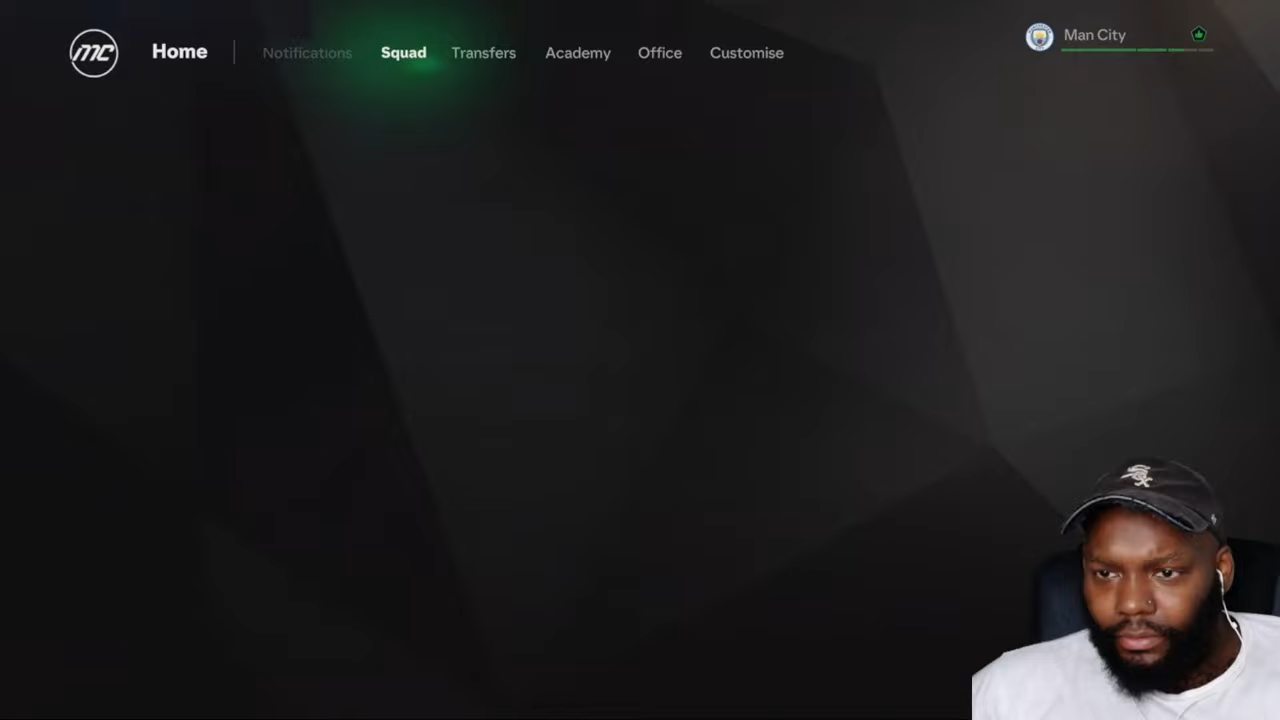 MC
Home
Notifications
Squad
Transfers
Academy
Office
Customise
Man City